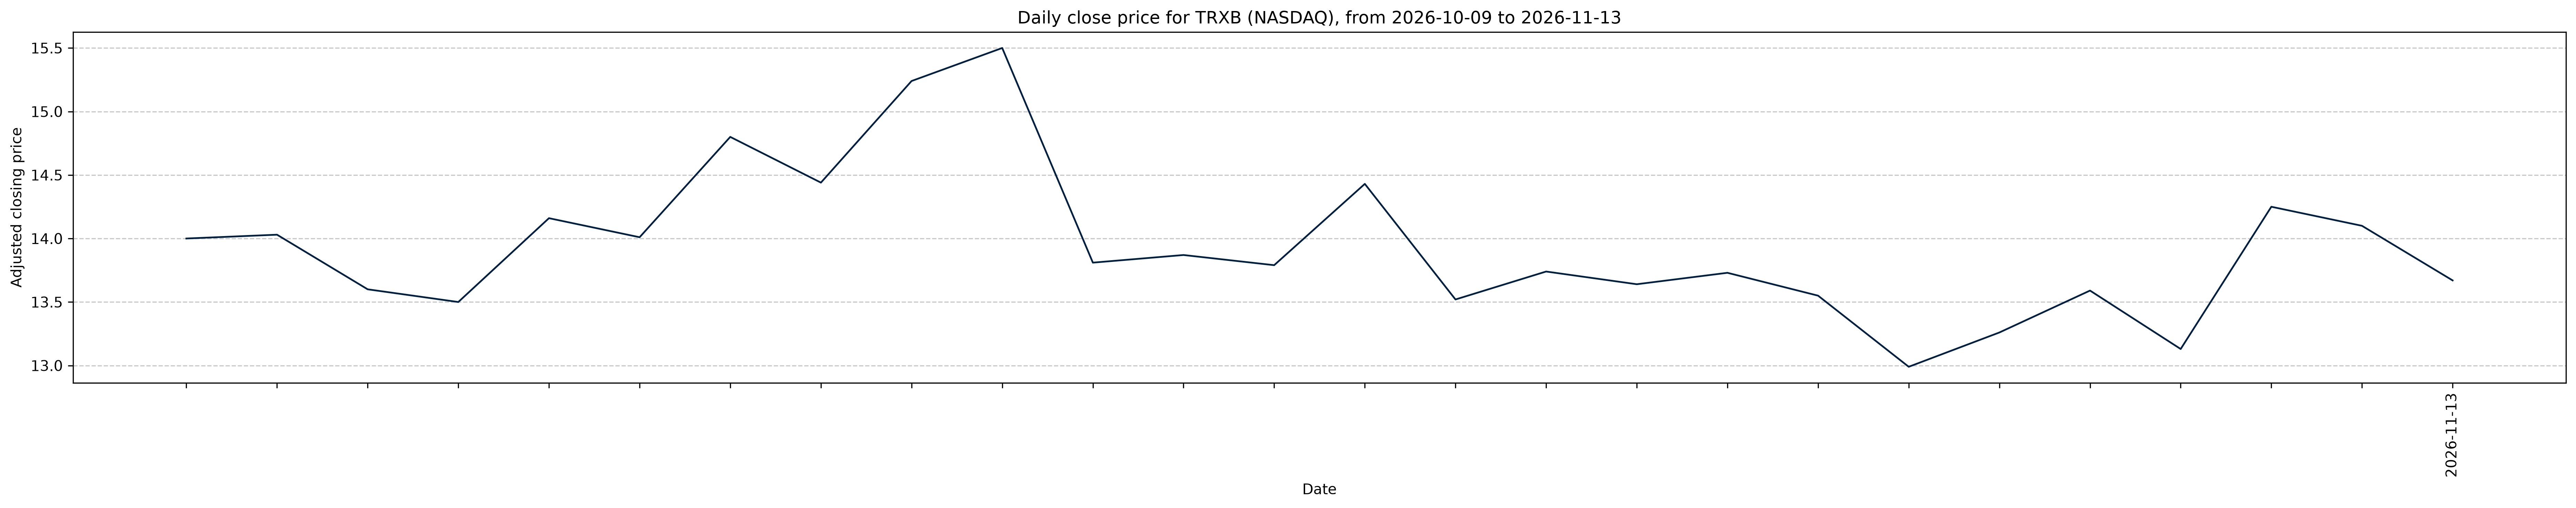 Daily close price for TRXB (NASDAQ), from 2026-10-09 to 2026-11-13
Adjusted closing price
15.5
15.0
14.5
14.0
13.5
13.0
2026-11-13
Date